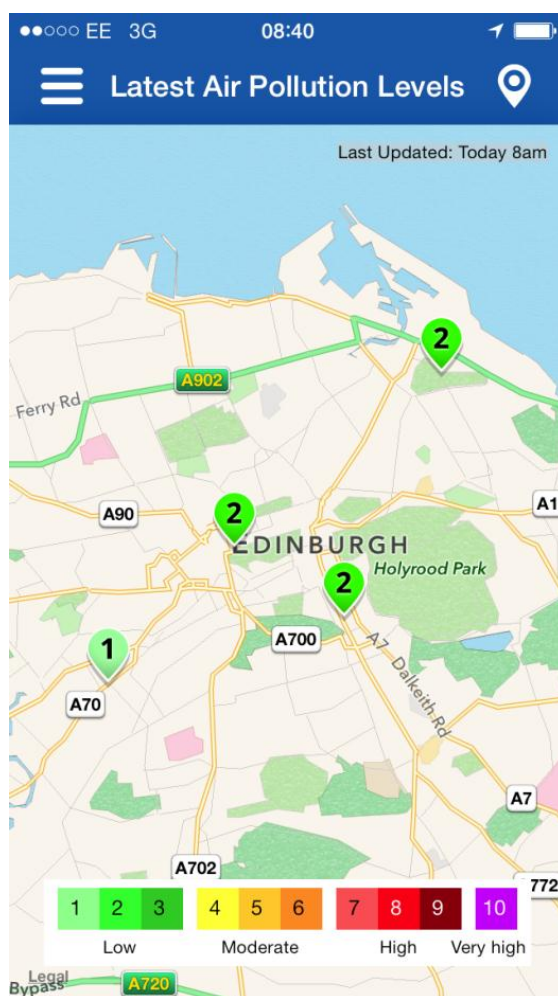 EE 3G 08:40
Latest Air Pollution Levels
Last Updated: Today 8am
2
A902
Ferry Rd
A90
2
A1
EDINBURGH
Holyrood Park
2
1
A700
A7 Dalkeith Rd
A70
A7
A702
772
1 2 3 4 5 6 7 8 9 10
Low Moderate High Very high
Legal
Bypass
A720